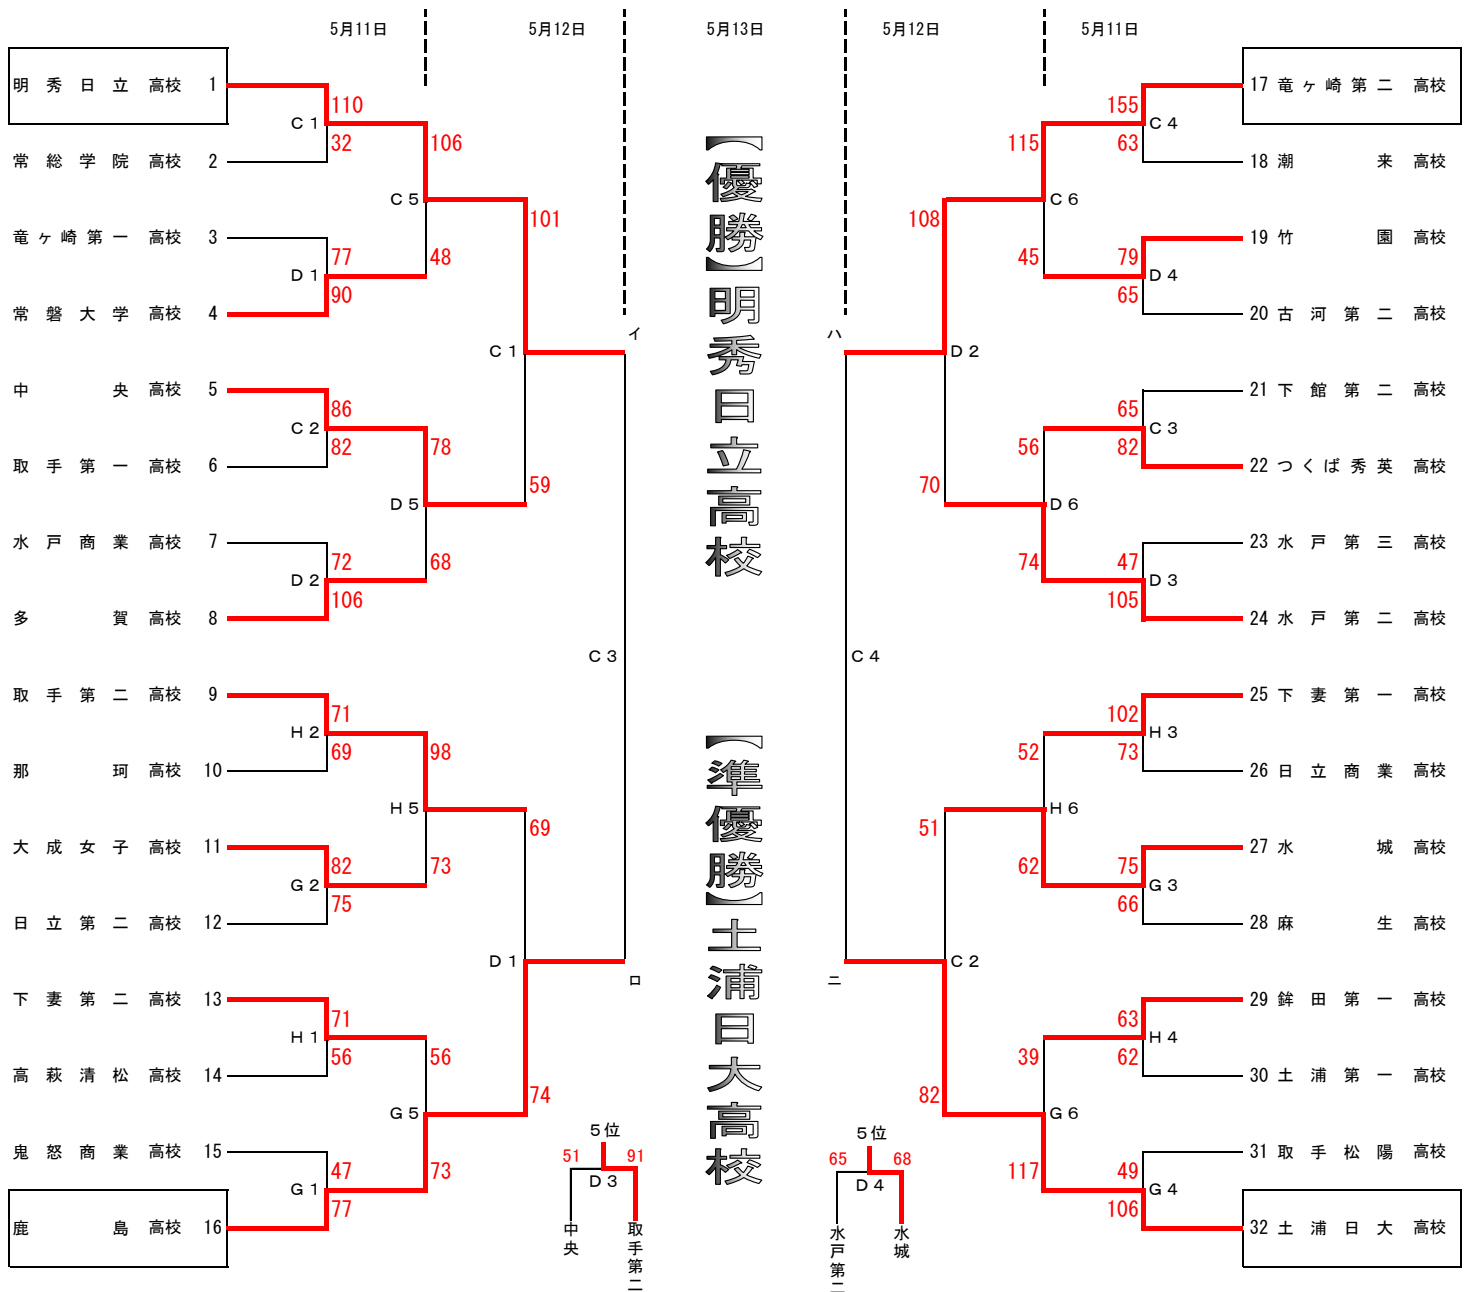 5月11日 5月12日 5月13日 5月12日 5月11日
明秀日立 高校 1
常総学院 高校 2
竜ヶ崎第一 高校 3
常磐大学 高校 4
中央 高校 5
取手第一 高校 6
水戸商業 高校 7
多賀 高校 8
取手第二 高校 9
那珂 高校 10
大成女子 高校 11
日立第二 高校 12
下妻第二 高校 13
高萩清松 高校 14
鬼怒商業 高校 15
鹿島 高校 16
C1
110
32
D1
77
90
C2
86
82
D2
72
106
H2
71
69
G2
82
75
H1
71
56
G1
47
77
C5
106
48
D5
78
68
H5
98
73
G5
56
73
C1
101
59
D1
69
74
イ
C3
ロ
【優勝】明秀日立高校
【準優勝】土浦日大高校
5位
51 91
D3
中央
取手第二
5位
65 68
D4
水戸第二
水城
ハ
C4
ニ
108
D2
70
51
C2
82
115
C6
45
56
D6
74
52
H6
62
39
G6
117
155
C4
63
79
D4
65
65
C3
82
47
D3
105
102
H3
73
75
G3
66
63
H4
62
49
G4
106
17 竜ヶ崎第二 高校
18 潮来 高校
19 竹園 高校
20 古河第二 高校
21 下館第二 高校
22 つくば秀英 高校
23 水戸第三 高校
24 水戸第二 高校
25 下妻第一 高校
26 日立商業 高校
27 水城 高校
28 麻生 高校
29 鉾田第一 高校
30 土浦第一 高校
31 取手松陽 高校
32 土浦日大 高校